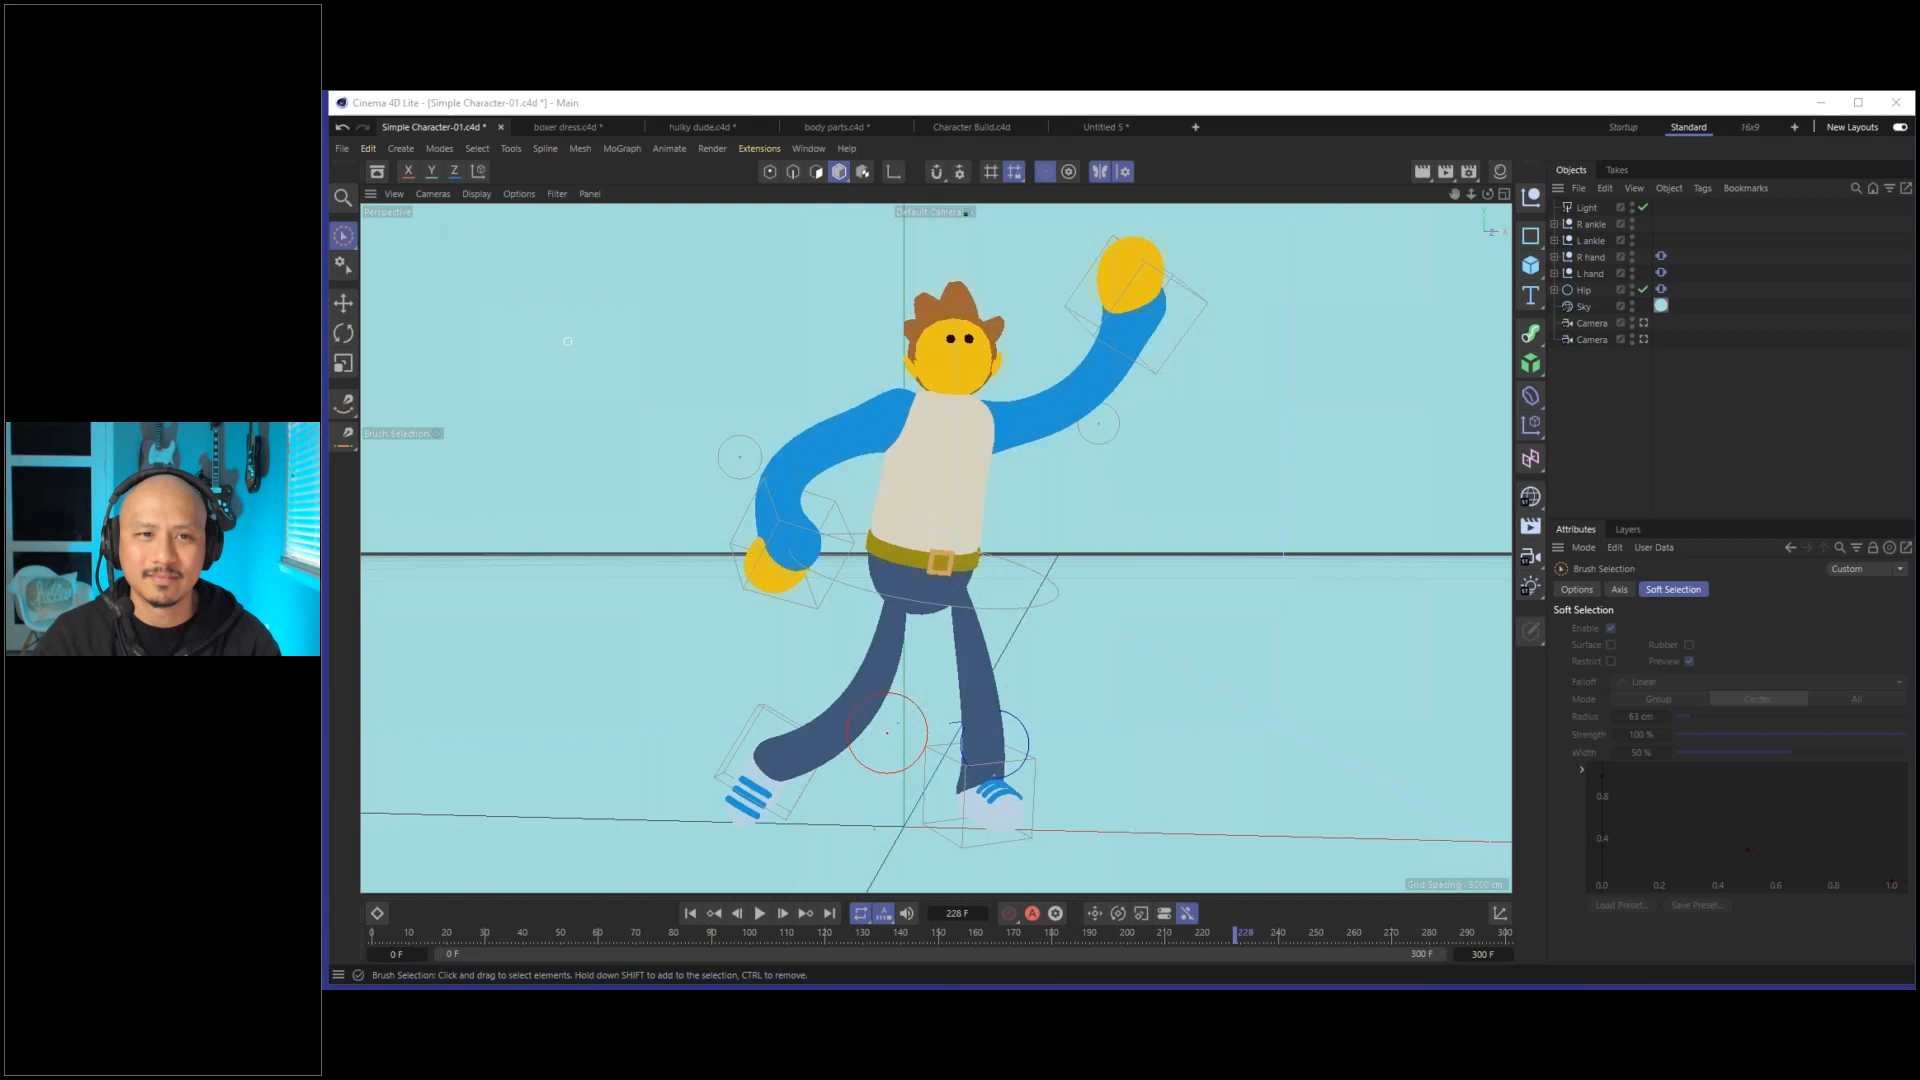 Cinema 4D Lite - [Simple Character-01.c4d *] - Main
Simple Character-01.c4d * boxer dress.c4d * hulky dude.c4d * body parts.c4d * Character Build.c4d Untitled 5 * Startup Standard 16x9 New Layouts
File Edit Create Modes Select Tools Spline Mesh MoGraph Animate Render Extensions Window Help
X Y Z
View Cameras Display Options Filter Panel
Perspective
Default Camera
Brush Selection
Grid Spacing : 5000 cm
Objects Takes
File Edit View Object Tags Bookmarks
Light
R ankle
L ankle
R hand
L hand
Hip
Sky
Camera
Camera
Attributes Layers
Mode Edit User Data
Brush Selection Custom
Options Axis Soft Selection
Soft Selection
Enable
Surface Rubber
Restrict Preview
Falloff Linear
Mode Group Center All
Radius 63 cm
Strength 100 %
Width 50 %
0.8
0.4
0.0 0.2 0.4 0.6 0.8 1.0
Load Preset... Save Preset...
228 F
0 10 20 30 40 50 60 70 80 90 100 110 120 130 140 150 160 170 180 190 200 210 220 228 240 250 260 270 280 290 300
0 F 0 F 300 F 300 F
Brush Selection: Click and drag to select elements. Hold down SHIFT to add to the selection, CTRL to remove.
hello